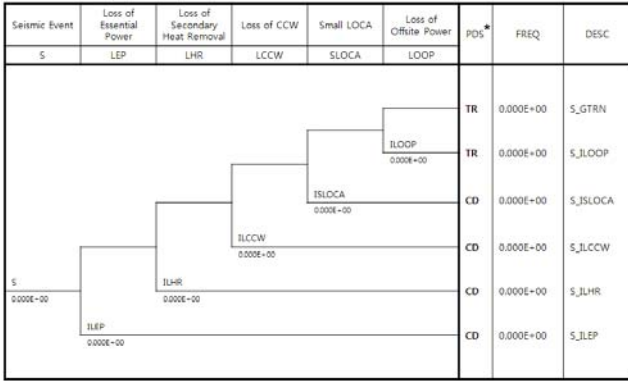 Seismic Event
Loss of
Essential
Power
Loss of
Secondary
Heat Removal
Loss of CCW
Small LOCA
Loss of
Offsite Power
PDS*
FREQ
DESC
S
LEP
LHR
LCCW
SLOCA
LOOP
TR
0.000E+00
S_GTRN
ILOOP
0.000E+00
TR
0.000E+00
S_ILOOP
ISLOCA
0.000E+00
CD
0.000E+00
S_ISLOCA
ILCCW
0.000E+00
CD
0.000E+00
S_ILCCW
S
0.000E+00
ILHR
0.000E+00
CD
0.000E+00
S_ILHR
ILEP
0.000E+00
CD
0.000E+00
S_ILEP